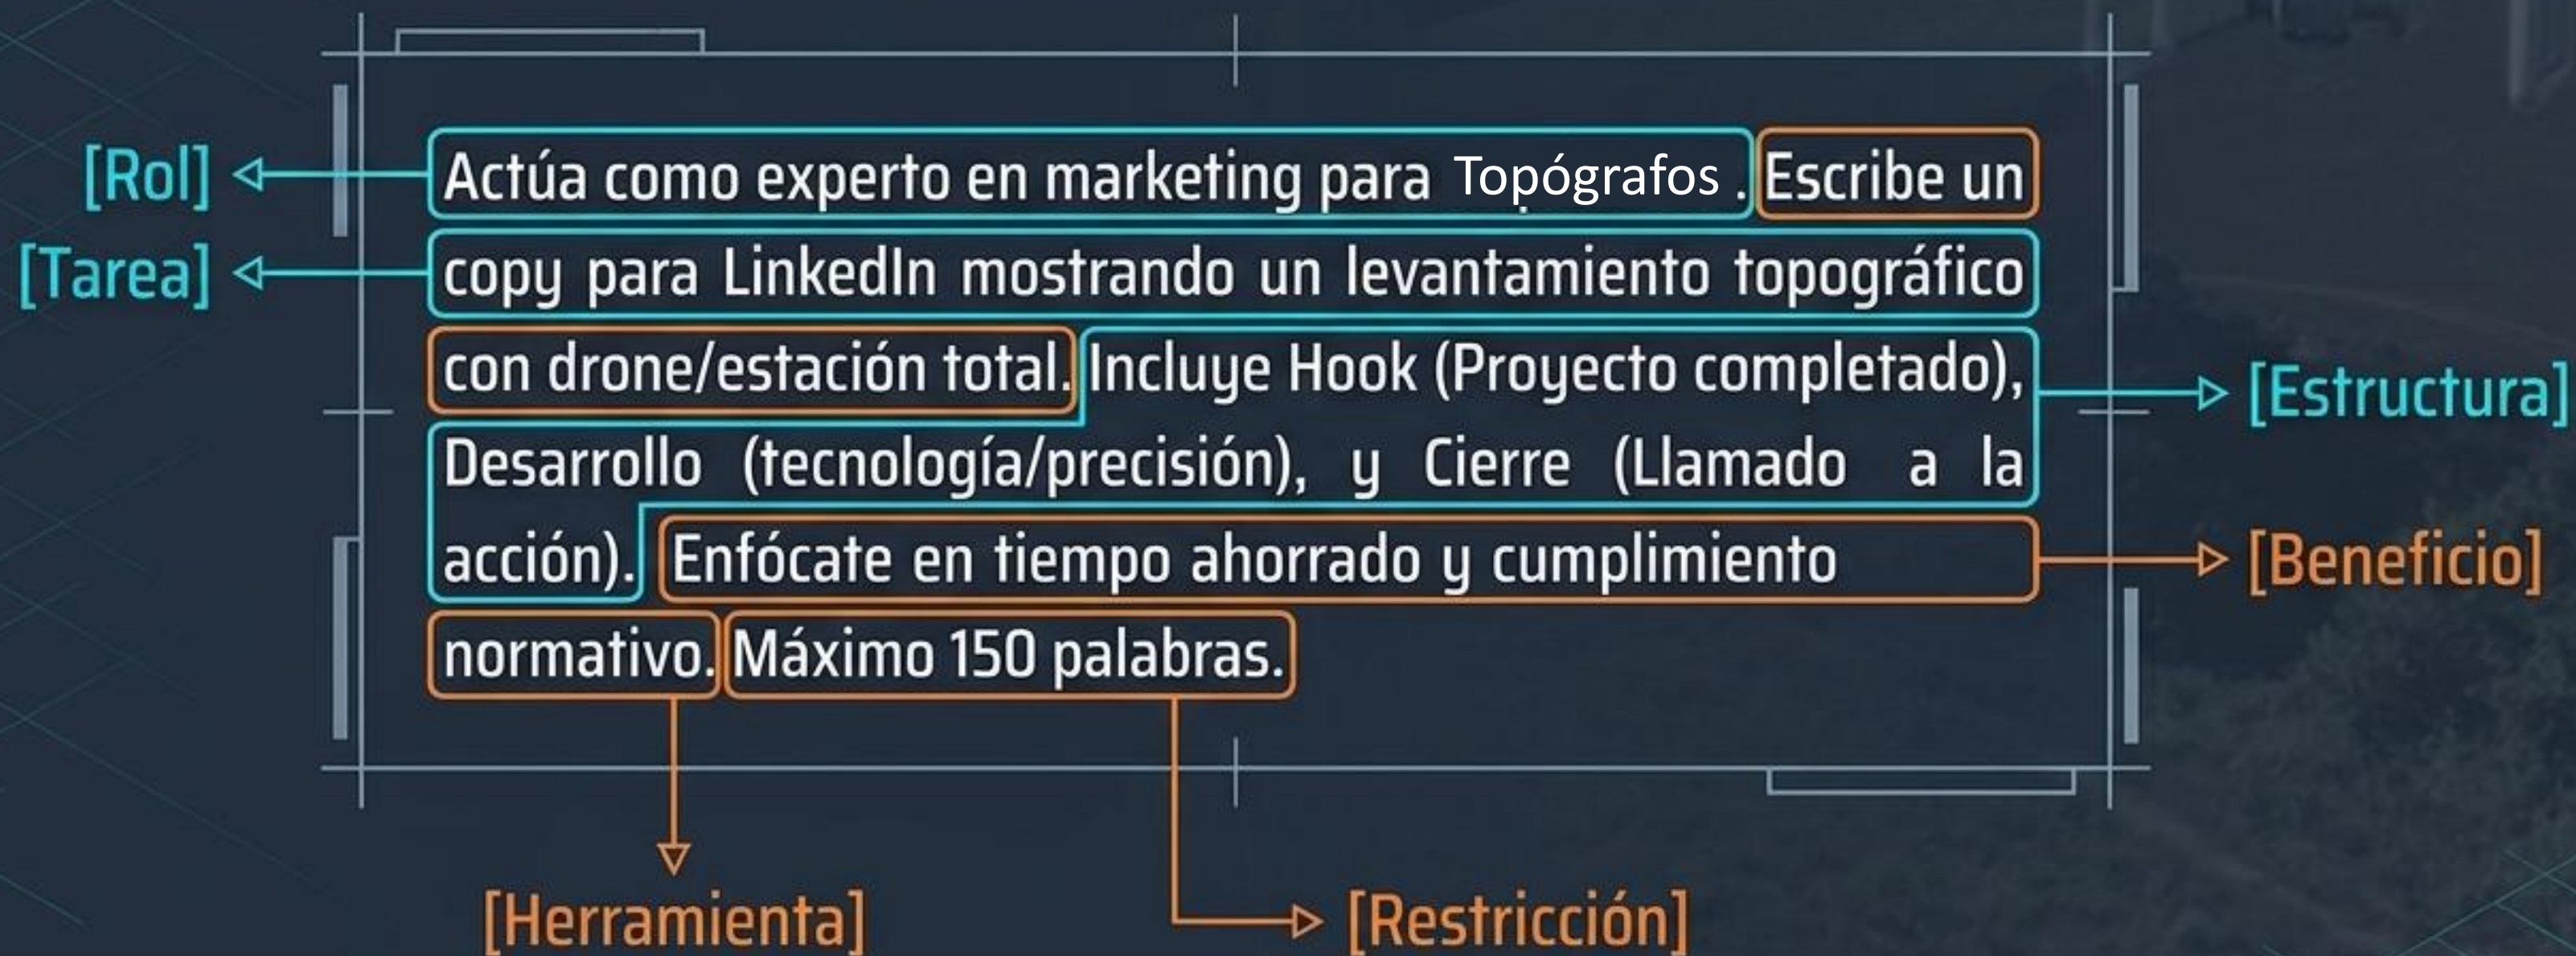 [Rol]
Actúa como experto en marketing para Topógrafos . Escribe un
[Tarea]
copy para LinkedIn mostrando un levantamiento topográfico
con drone/estación total. Incluye Hook (Proyecto completado),
[Estructura]
Desarrollo (tecnología/precisión), y Cierre (Llamado a la
acción). Enfócate en tiempo ahorrado y cumplimiento
[Beneficio]
normativo. Máximo 150 palabras.
[Herramienta]
[Restricción]